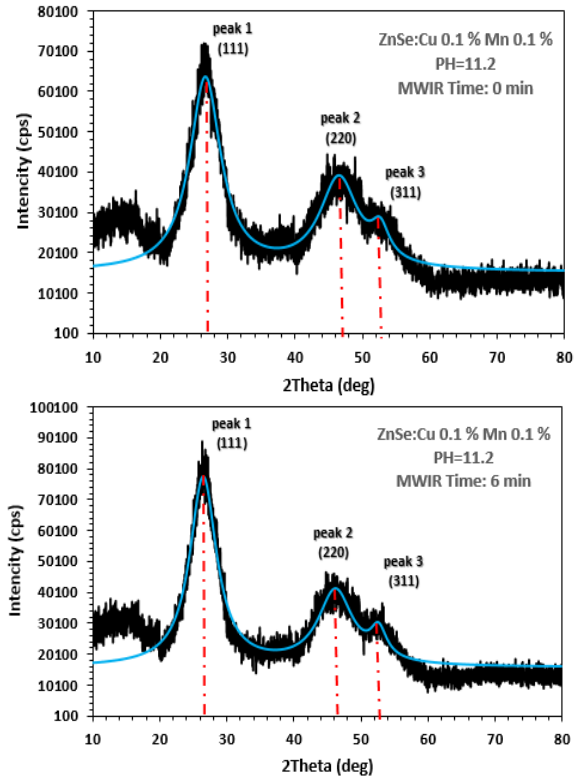 80100
70100
60100
50100
40100
30100
20100
10100
100
Intencity (cps)
peak 1
(111)
peak 2
(220)
peak 3
(311)
ZnSe:Cu 0.1 % Mn 0.1 %
PH=11.2
MWIR Time: 0 min
10 20 30 40 50 60 70 80
2Theta (deg)
100100
90100
80100
70100
60100
50100
40100
30100
20100
10100
100
Intencity (cps)
peak 1
(111)
peak 2
(220)
peak 3
(311)
ZnSe:Cu 0.1 % Mn 0.1 %
PH=11.2
MWIR Time: 6 min
10 20 30 40 50 60 70 80
2Theta (deg)